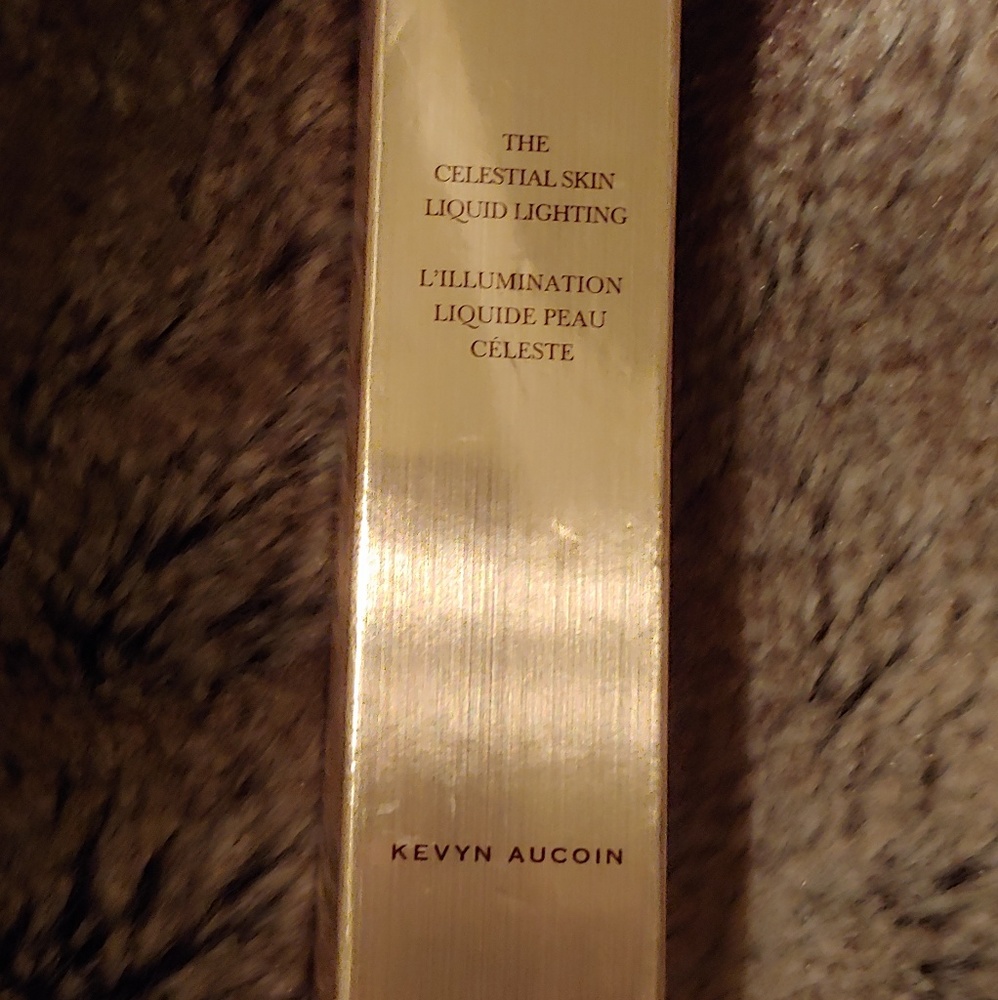 THE
CELESTIAL SKIN
LIQUID LIGHTING
L'ILLUMINATION
LIQUIDE PEAU
CÉLESTE
KEVYN AUCOIN